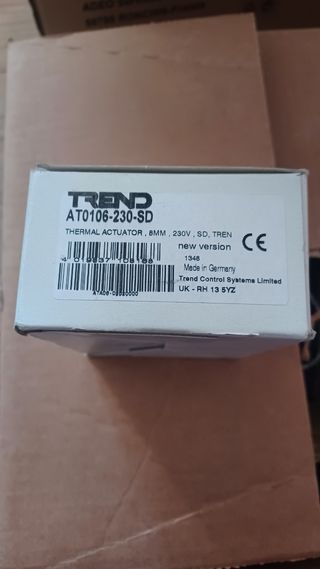 TREND
AT0106-230-SD
THERMAL ACTUATOR , 8MM , 230V , SD, TREN
new version
CE
1348
Made in Germany
Trend Control Systems Limited
UK - RH 13 5YZ